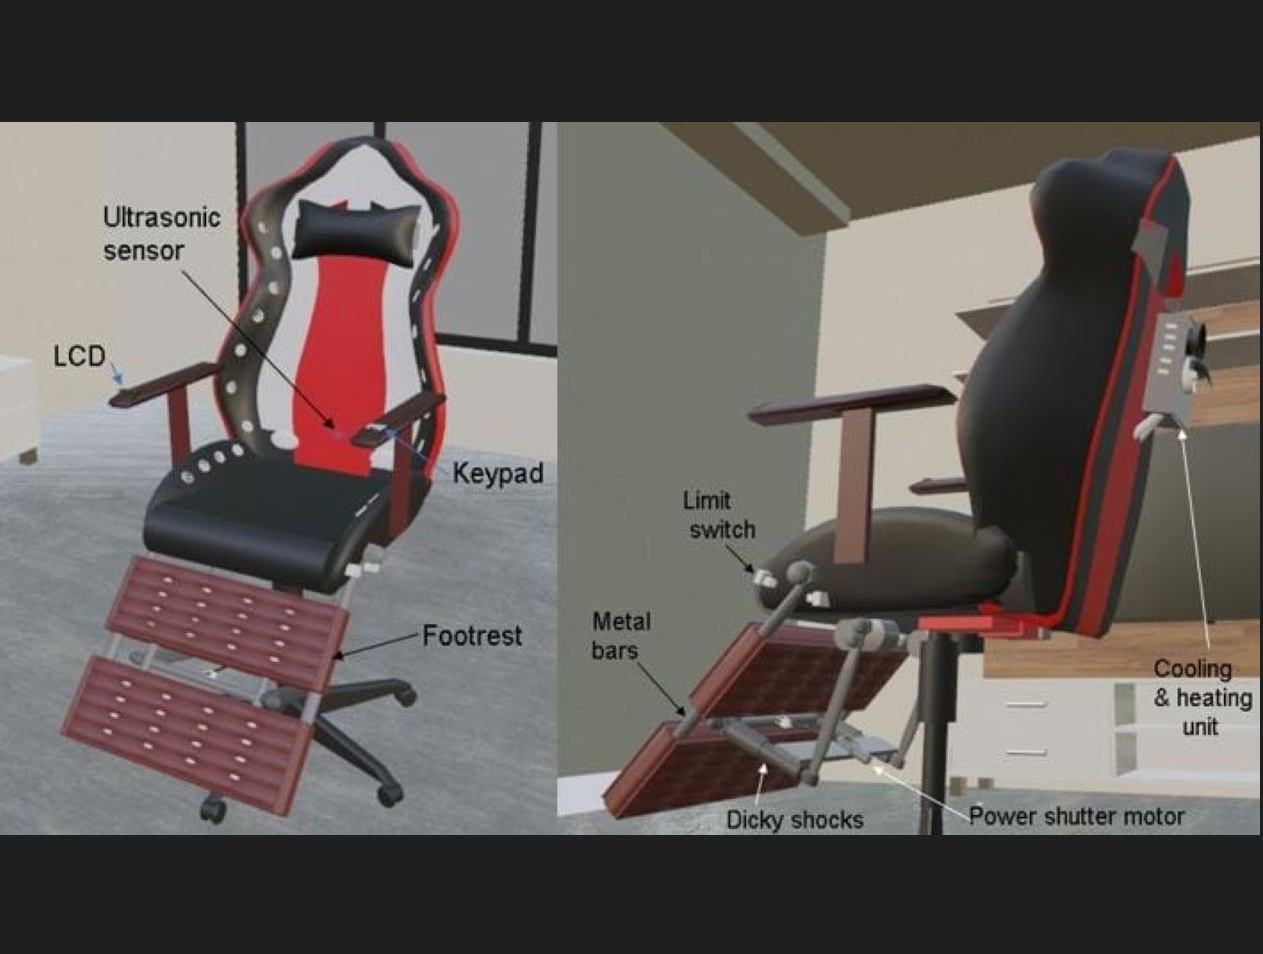 Ultrasonic
sensor
LCD
Keypad
Footrest
Limit
switch
Metal
bars
Dicky shocks
Power shutter motor
Cooling
& heating
unit